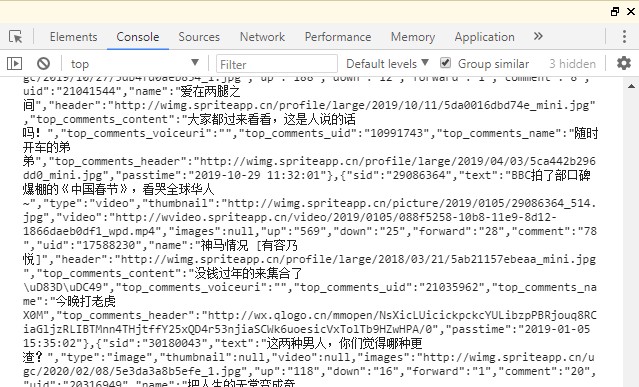 Elements Console Sources Network Performance Memory Application »
top Filter Default levels ▼ Group similar 3 hidden
gc/2019/10/27/5db4fd0aeb854_1.jpg","up":"188","down":"12","forward":"1","comment":"8","
uid":"21041544","name":"爱在两腿之
间","header":"http://wimg.spriteapp.cn/profile/large/2019/10/11/5da0016dbd74e_mini.jpg"
,"top_comments_content":"大家都过来看看，这是人说的话
吗！","top_comments_voiceuri":"","top_comments_uid":"10991743","top_comments_name":"随时
开车的弟
弟","top_comments_header":"http://wimg.spriteapp.cn/profile/large/2019/04/03/5ca442b296
dd0_mini.jpg","passtime":"2019-10-29 11:32:01"},{"sid":"29086364","text":"BBC拍了部口碑
爆棚的《中国春节》，看哭全球华人
~","type":"video","thumbnail":"http://wimg.spriteapp.cn/picture/2019/0105/29086364_514.
jpg","video":"http://wvideo.spriteapp.cn/video/2019/0105/088f5258-10b8-11e9-8d12-
1866daeb0df1_wpd.mp4","images":null,"up":"569","down":"25","forward":"28","comment":"78
","uid":"17588230","name":"神马情况 [有容乃
悦]","header":"http://wimg.spriteapp.cn/profile/large/2018/03/21/5ab21157ebeaa_mini.jpg
","top_comments_content":"没钱过年的来集合了
\uD83D\uDC49","top_comments_voiceuri":"","top_comments_uid":"21035962","top_comments_na
me":"今晚打老虎
X0M","top_comments_header":"http://wx.qlogo.cn/mmopen/NsXicLUicickpckcYULibzpPBRjouq8RC
iaGljzRLIBTMnn4THjtffY25xQD4r53njiaSCWk6uoesicVxTolTb9HZwHPA/0","passtime":"2019-01-05
15:35:02"},{"sid":"30180043","text":"这两种男人，你们觉得哪种更
渣？","type":"image","thumbnail":null,"video":null,"images":"http://wimg.spriteapp.cn/u
gc/2020/02/08/5e3da3a8b5efe_1.jpg","up":"118","down":"16","forward":"1","comment":"20",
"uid":"20316949","name":"把人生的无常变成奇